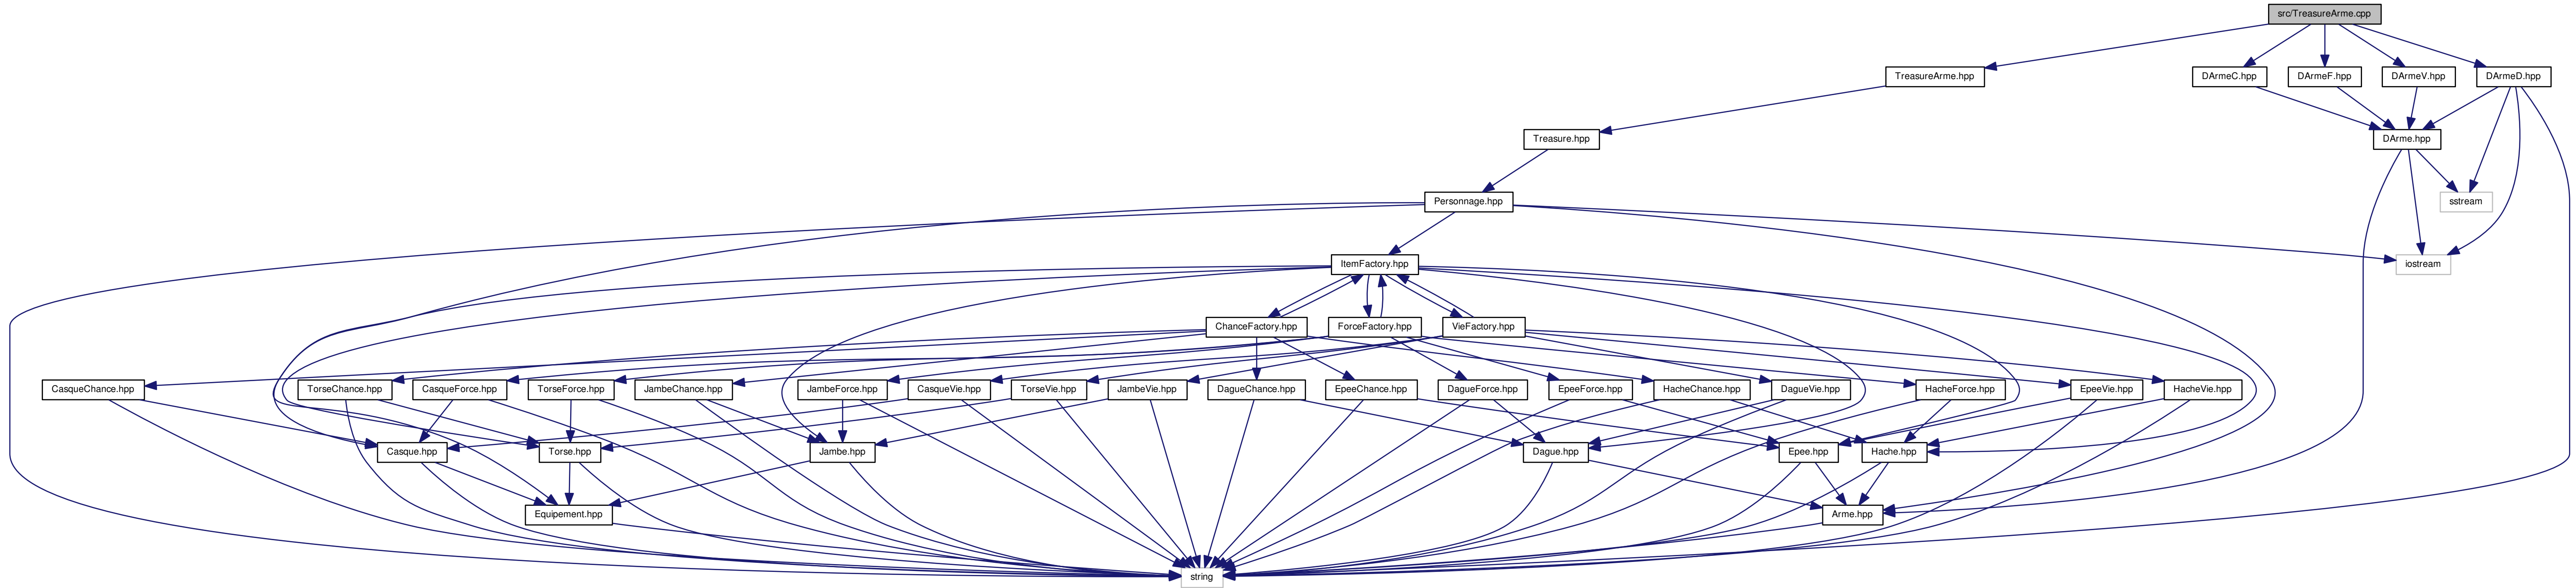 src/TreasureArme.cpp
TreasureArme.hpp
DArmeC.hpp
DArmeF.hpp
DArmeV.hpp
DArmeD.hpp
Treasure.hpp
DArme.hpp
Personnage.hpp
sstream
ItemFactory.hpp
iostream
ChanceFactory.hpp
ForceFactory.hpp
VieFactory.hpp
CasqueChance.hpp
TorseChance.hpp
CasqueForce.hpp
TorseForce.hpp
JambeChance.hpp
JambeForce.hpp
CasqueVie.hpp
TorseVie.hpp
JambeVie.hpp
DagueChance.hpp
EpeeChance.hpp
DagueForce.hpp
EpeeForce.hpp
HacheChance.hpp
DagueVie.hpp
HacheForce.hpp
EpeeVie.hpp
HacheVie.hpp
Casque.hpp
Torse.hpp
Jambe.hpp
Dague.hpp
Epee.hpp
Hache.hpp
Equipement.hpp
Arme.hpp
string